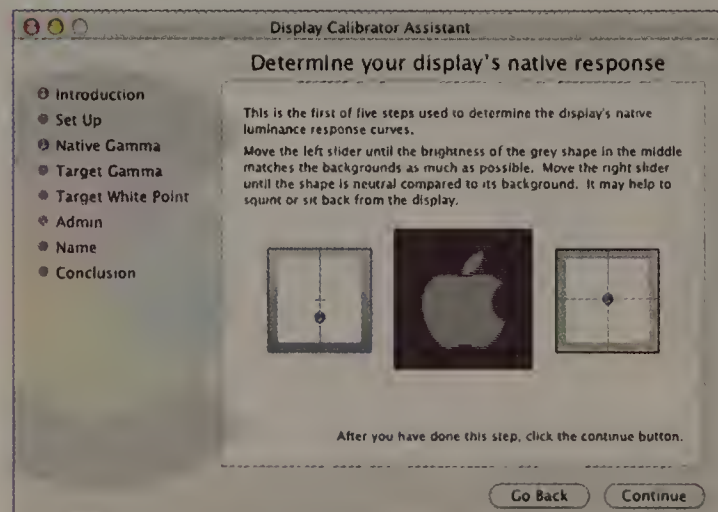 Display Calibrator Assistant
Determine your display's native response
Introduction
Set Up
Native Gamma
Target Gamma
Target White Point
Admin
Name
Conclusion
This is the first of five steps used to determine the display's native
luminance response curves.
Move the left slider until the brightness of the grey shape in the middle
matches the backgrounds as much as possible. Move the right slider
until the shape is neutral compared to its background. It may help to
squint or sit back from the display.
After you have done this step, click the continue button.
Go Back
Continue